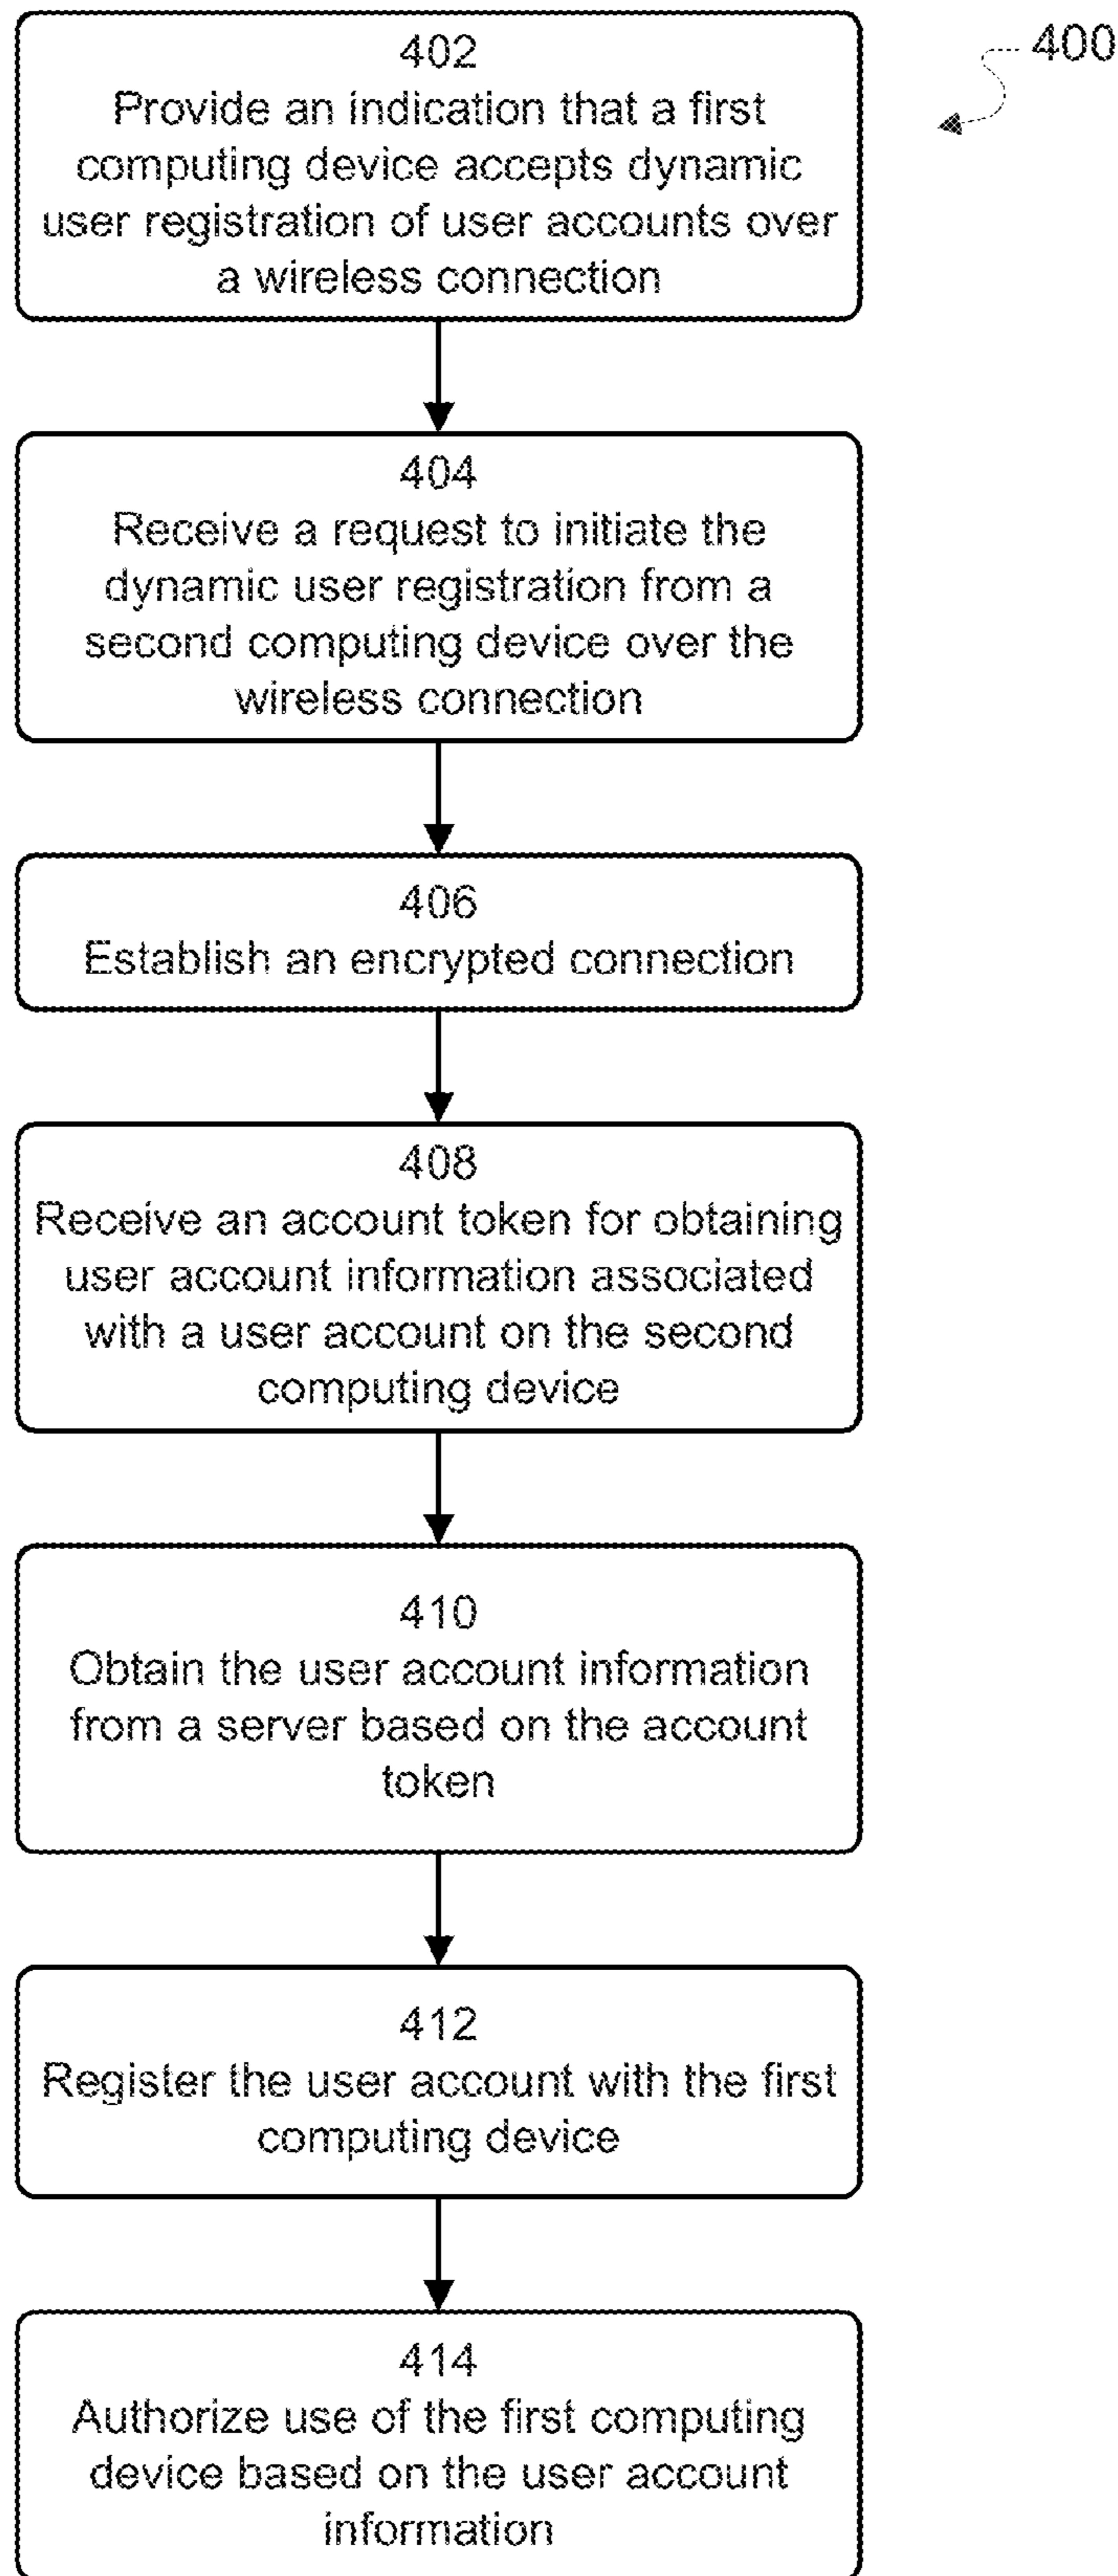 400
402
Provide an indication that a first
computing device accepts dynamic
user registration of user accounts over
a wireless connection
404
Receive a request to initiate the
dynamic user registration from a
second computing device over the
wireless connection
406
Establish an encrypted connection
408
Receive an account token for obtaining
user account information associated
with a user account on the second
computing device
410
Obtain the user account information
from a server based on the account
token
412
Register the user account with the first
computing device
414
Authorize use of the first computing
device based on the user account
information